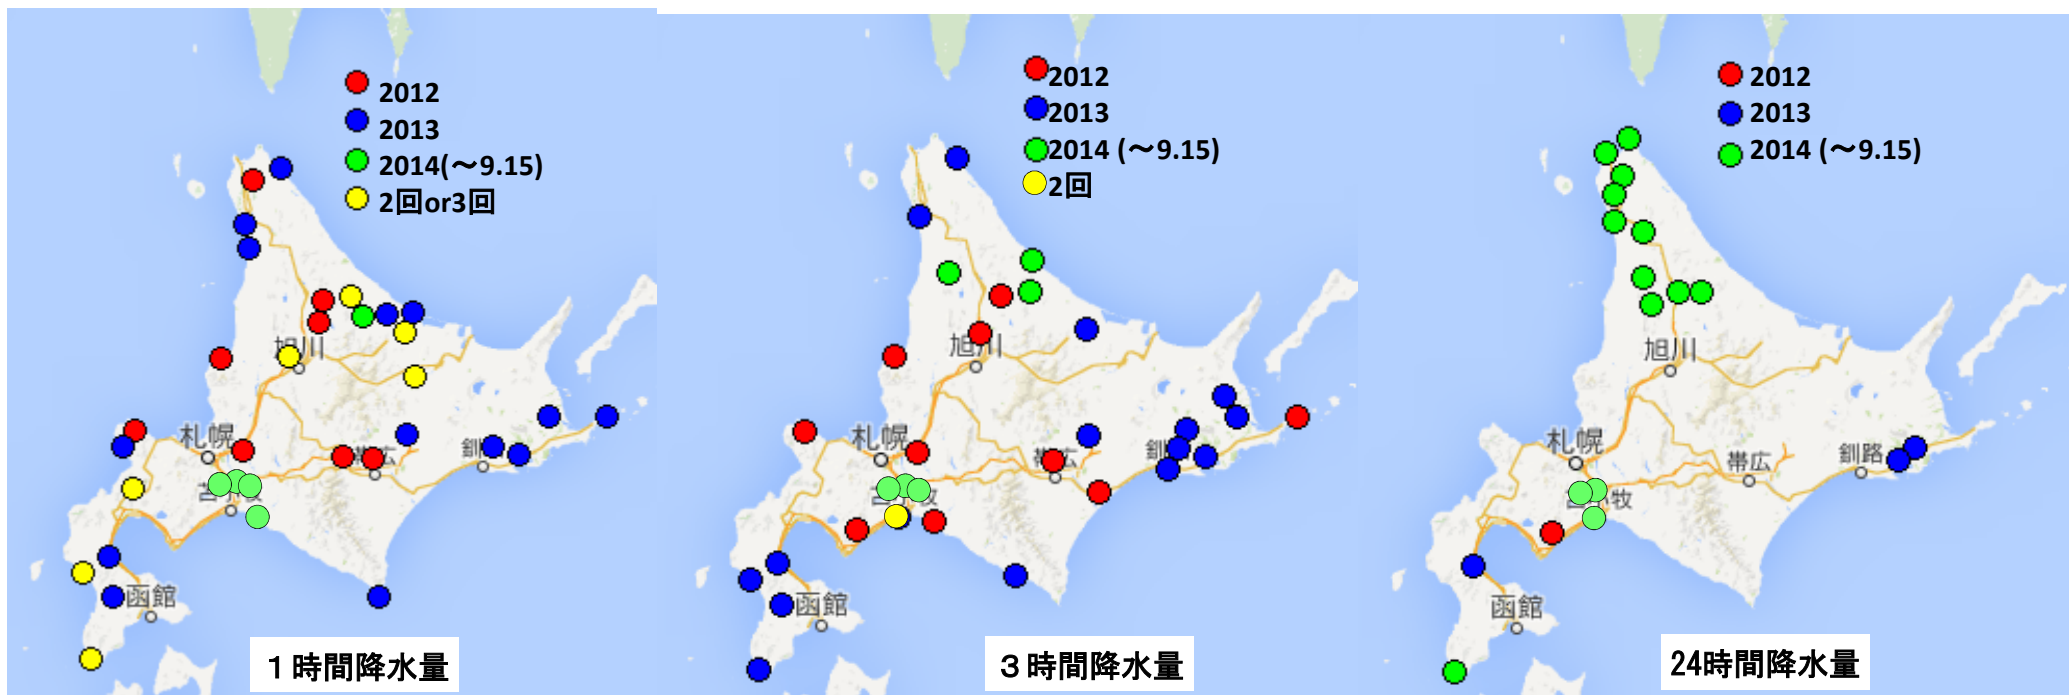 2012
2013
2014(～9.15)
2回or3回
旭川
札幌
帯広
釧
函館
１時間降水量
2012
2013
2014 (～9.15)
2回
旭川
札幌
帯広
釧
函館
３時間降水量
2012
2013
2014 (～9.15)
旭川
札幌
帯広
釧路
牧
函館
24時間降水量